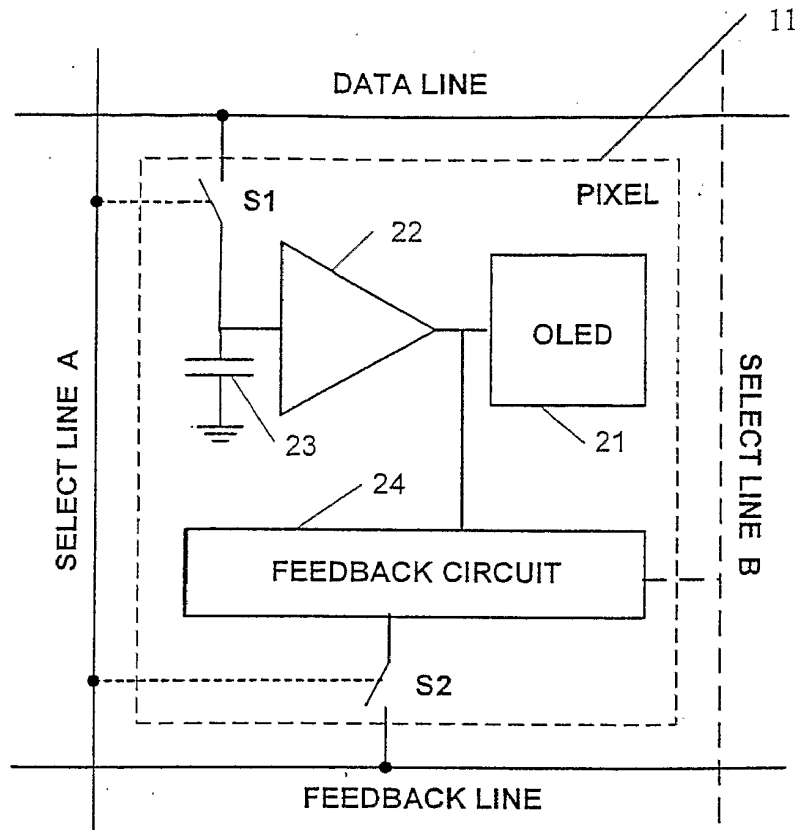 11
DATA LINE
S1
PIXEL
22
OLED
SELECT LINE A
SELECT LINE B
23
21
24
FEEDBACK CIRCUIT
S2
FEEDBACK LINE